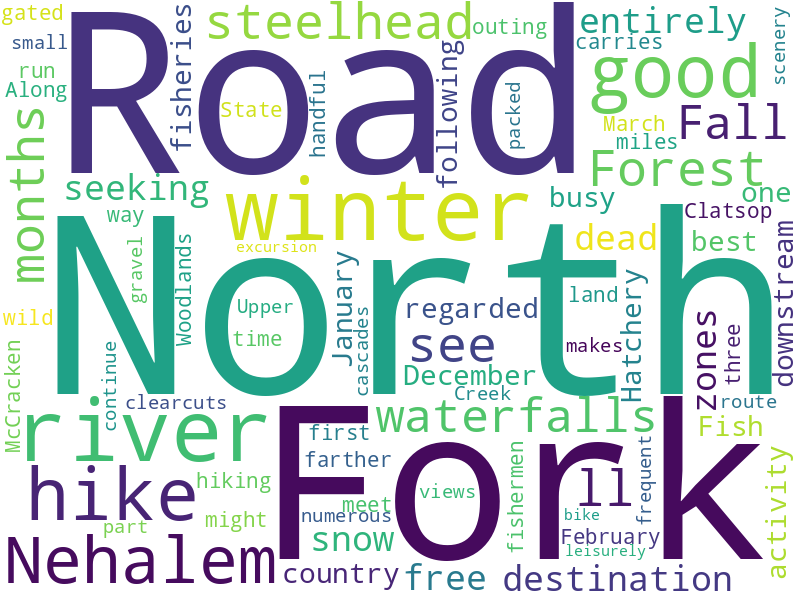 gated
small
run
Along
Road
fisheries
steelhead
State
handful
following
outing
packed
entirely
carries
scenery
good
March
miles
Fall
Forest
months
seeking
way
winter
excursion
busy
one
Clatsop
dead
best
wild
gravel
Woodlands
North
Upper
time
January
cascades
regarded
see
December
Creek
land
makes
Hatchery
zones
three
downstream
McCracken
continue
clearcuts
river
waterfalls
route
Fish
first
farther
hike
hiking
might
part
Fork
meet
numerous
views
ll
fishermen
bike
February
leisurely
frequent
activity
Nehalem
snow
country
free
destination